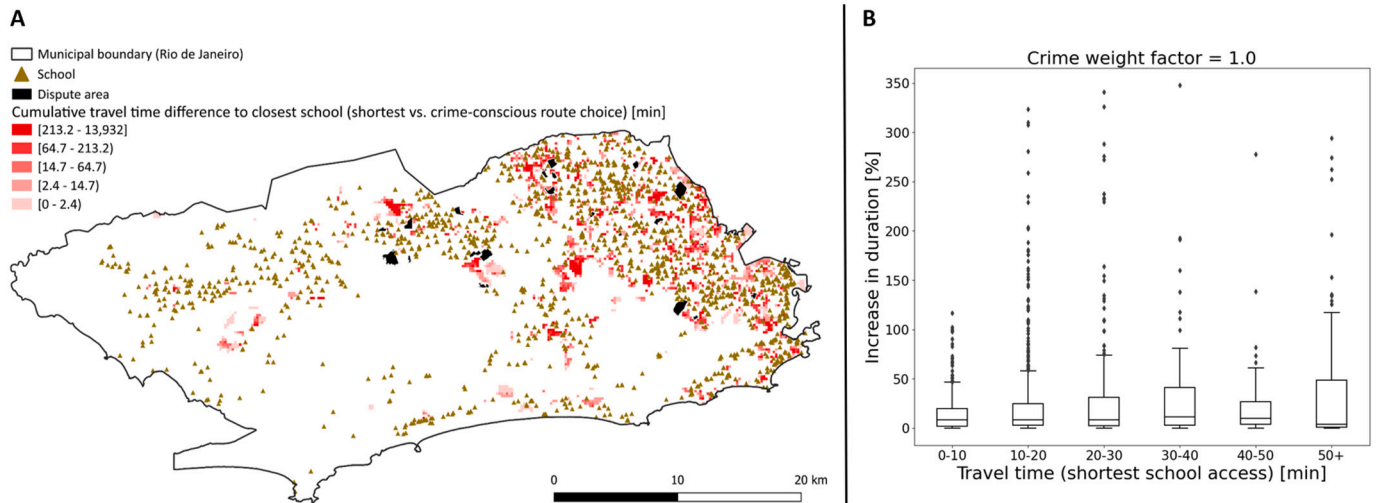 A
Municipal boundary (Rio de Janeiro)
School
Dispute area
Cumulative travel time difference to closest school (shortest vs. crime-conscious route choice) [min]
[213.2 - 13,932]
[64.7 - 213.2)
[14.7 - 64.7)
[2.4 - 14.7)
[0 - 2.4)
0 10 20 km
B
Crime weight factor = 1.0
Increase in duration [%]
350
300
250
200
150
100
50
0
0-10 10-20 20-30 30-40 40-50 50+
Travel time (shortest school access) [min]